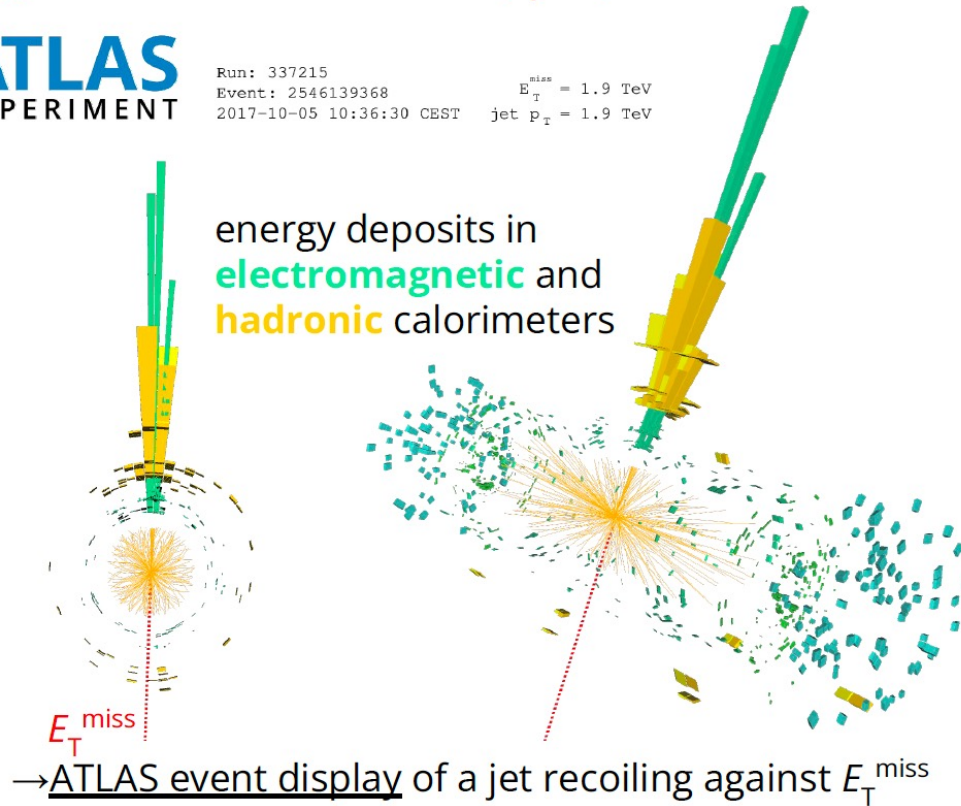 ATLAS
EXPERIMENT
Run: 337215
Event: 2546139368
2017-10-05 10:36:30 CEST
E_T^miss = 1.9 TeV
jet p_T = 1.9 TeV
energy deposits in
electromagnetic and
hadronic calorimeters
E_T^miss
→ATLAS event display of a jet recoiling against E_T^miss